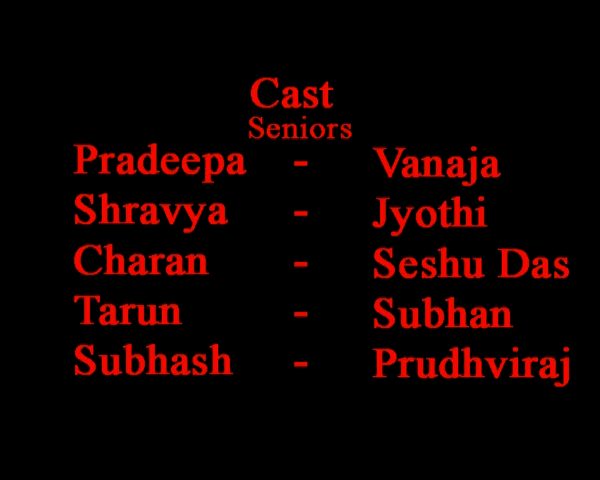 Cast
Seniors
Pradeepa - Vanaja
Shravya - Jyothi
Charan - Seshu Das
Tarun - Subhan
Subhash - Prudhviraj